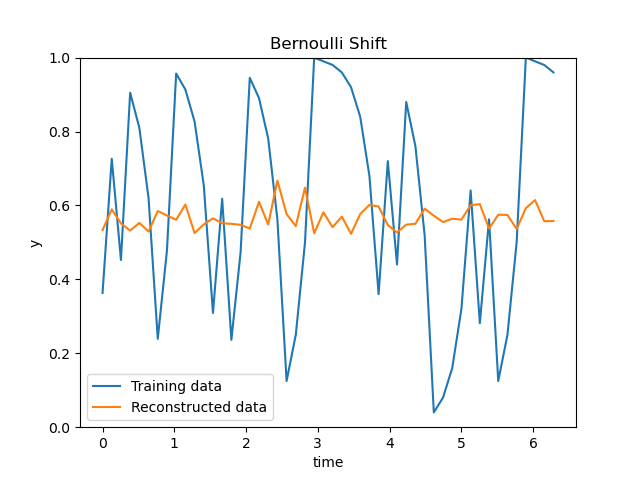 Bernoulli Shift
y
1.0
0.8
0.6
0.4
0.2
0.0
Training data
Reconstructed data
0 1 2 3 4 5 6
time